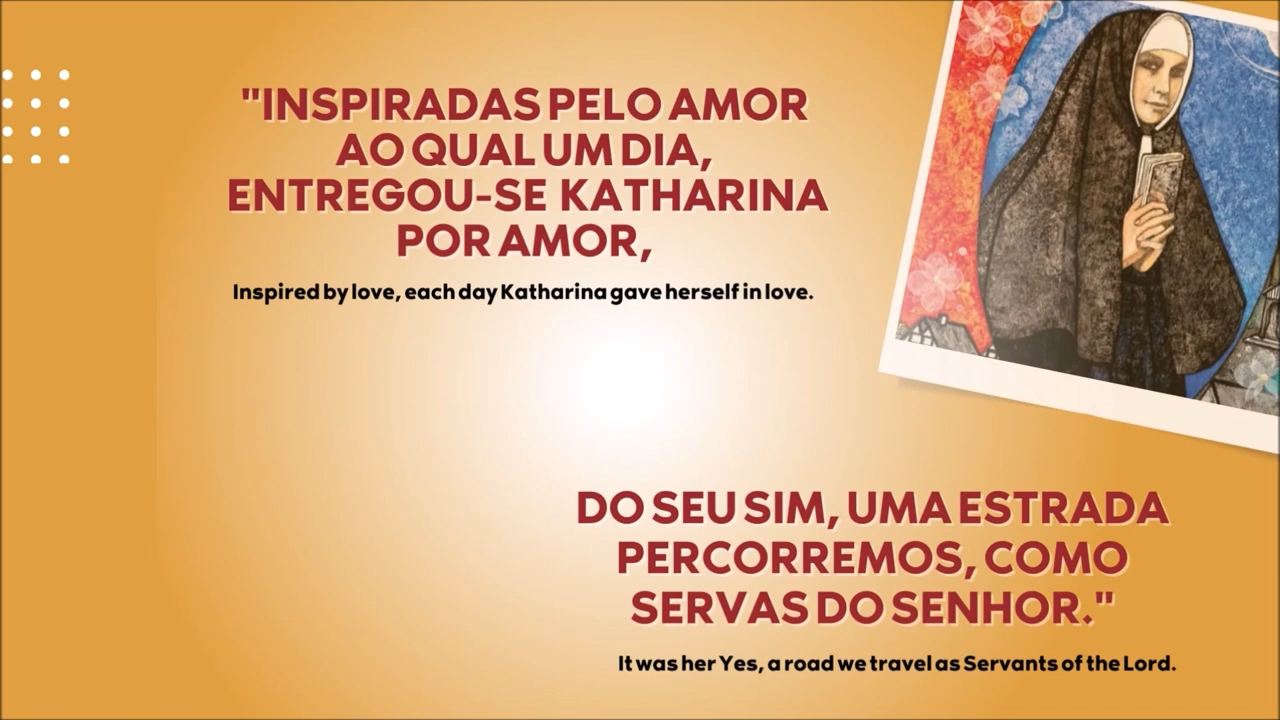 "INSPIRADAS PELO AMOR
AO QUAL UM DIA,
ENTREGOU-SE KATHARINA
POR AMOR,
Inspired by love, each day Katharina gave herself in love.
DO SEU SIM, UMA ESTRADA
PERCORREMOS, COMO
SERVAS DO SENHOR."
It was her Yes, a road we travel as Servants of the Lord.